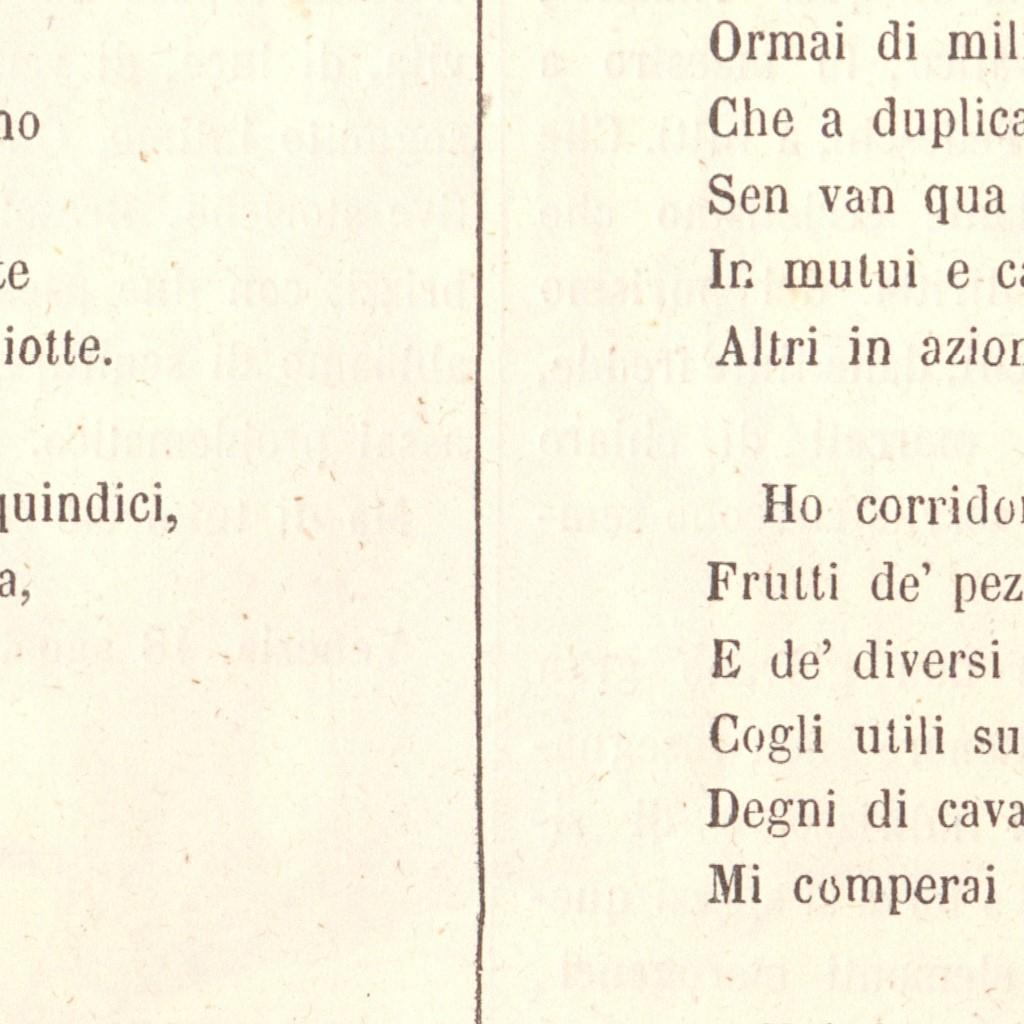 no
te
iotte.
quindici,
a,
Ormai di mil
Che a duplica
Sen van qua
In mutui e ca
Altri in azion
Ho corridor
Frutti de' pez
E de' diversi
Cogli utili su
Degni di cava
Mi comperai